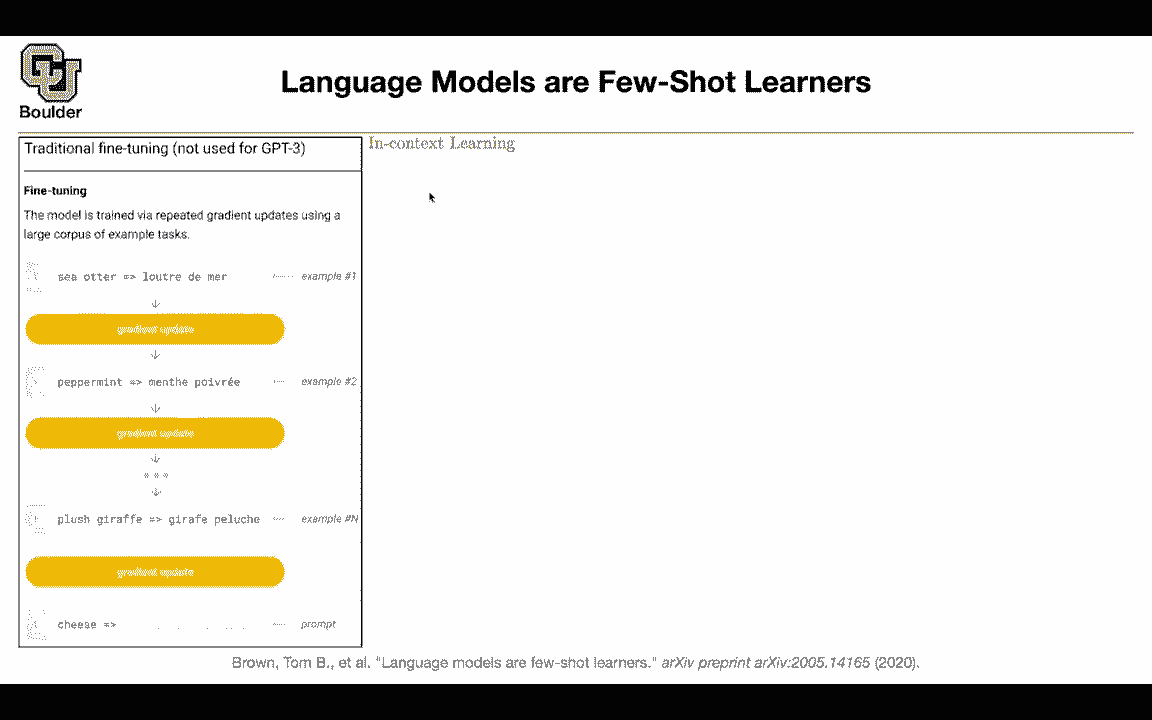 Boulder
Language Models are Few-Shot Learners
Traditional fine-tuning (not used for GPT-3)
Fine-tuning
The model is trained via repeated gradient updates using a
large corpus of example tasks.
sea otter => loutre de mer example #1
gradient update
peppermint => menthe poivrée example #2
gradient update
plush giraffe => girafe peluche example #N
gradient update
cheese => prompt
In-context Learning
Brown, Tom B., et al. "Language models are few-shot learners." arXiv preprint arXiv:2005.14165 (2020).